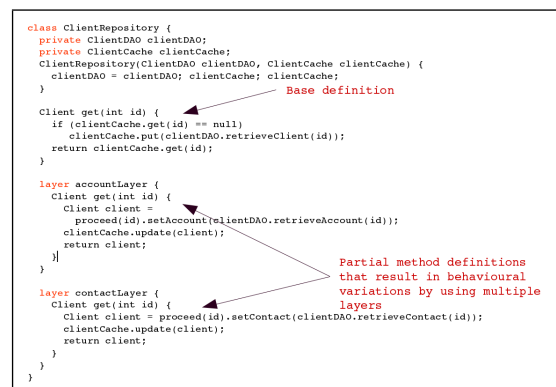 class ClientRepository {
private ClientDAO clientDAO;
private ClientCache clientCache;
ClientRepository(ClientDAO clientDAO, ClientCache clientCache) {
clientDAO = clientDAO; clientCache; clientCache;
}
Base definition
Client get(int id) {
if (clientCache.get(id) == null)
clientCache.put(clientDAO.retrieveClient(id));
return clientCache.get(id);
}
layer accountLayer {
Client get(int id) {
Client client =
proceed(id).setAccount(clientDAO.retrieveAccount(id));
clientCache.update(client);
return client;
}
}
Partial method definitions
that result in behavioural
variations by using multiple
layers
layer contactLayer {
Client get(int id) {
Client client = proceed(id).setContact(clientDAO.retrieveContact(id));
clientCache.update(client);
return client;
}
}
}